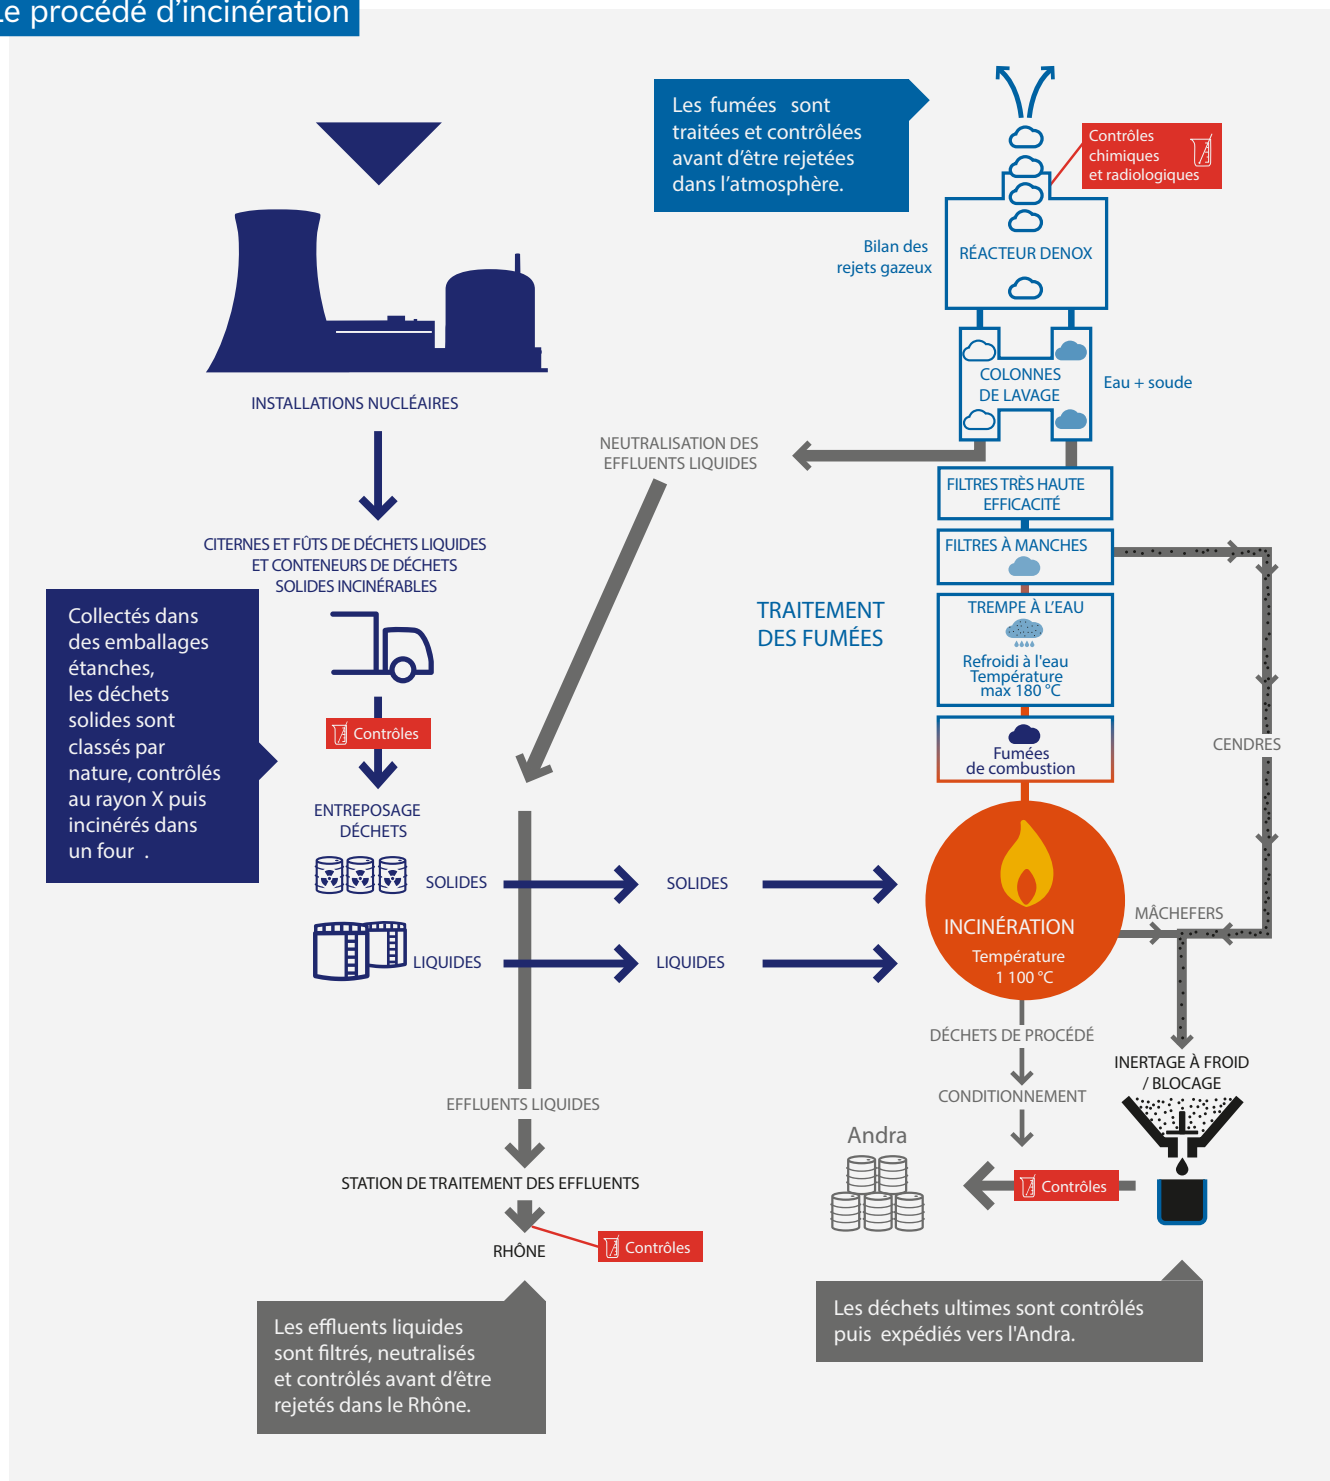 Le procédé d'incinération
Les fumées sont
traitées et contrôlées
avant d'être rejetées
dans l'atmosphère.
Contrôles
chimiques
et radiologiques
Bilan des
rejets gazeux
RÉACTEUR DENOX
COLONNES
DE LAVAGE
Eau + soude
INSTALLATIONS NUCLÉAIRES
NEUTRALISATION DES
EFFLUENTS LIQUIDES
FILTRES TRÈS HAUTE
EFFICACITÉ
FILTRES À MANCHES
CITERNES ET FÛTS DE DÉCHETS LIQUIDES
ET CONTENEURS DE DÉCHETS
SOLIDES INCINÉRABLES
Collectés dans
des emballages
étanches,
les déchets
solides sont
classés par
nature, contrôlés
au rayon X puis
incinérés dans
un four .
TRAITEMENT
DES FUMÉES
TREMPE À L'EAU
Refroidi à l'eau
Température
max 180 °C
Contrôles
Fumées
de combustion
CENDRES
ENTREPOSAGE
DÉCHETS
SOLIDES
SOLIDES
LIQUIDES
LIQUIDES
INCINÉRATION
Température
1 100 °C
MÂCHEFERS
DÉCHETS DE PROCÉDÉ
CONDITIONNEMENT
INERTAGE À FROID
/ BLOCAGE
EFFLUENTS LIQUIDES
Andra
Contrôles
STATION DE TRAITEMENT DES EFFLUENTS
RHÔNE
Contrôles
Les effluents liquides
sont filtrés, neutralisés
et contrôlés avant d'être
rejetés dans le Rhône.
Les déchets ultimes sont contrôlés
puis expédiés vers l'Andra.